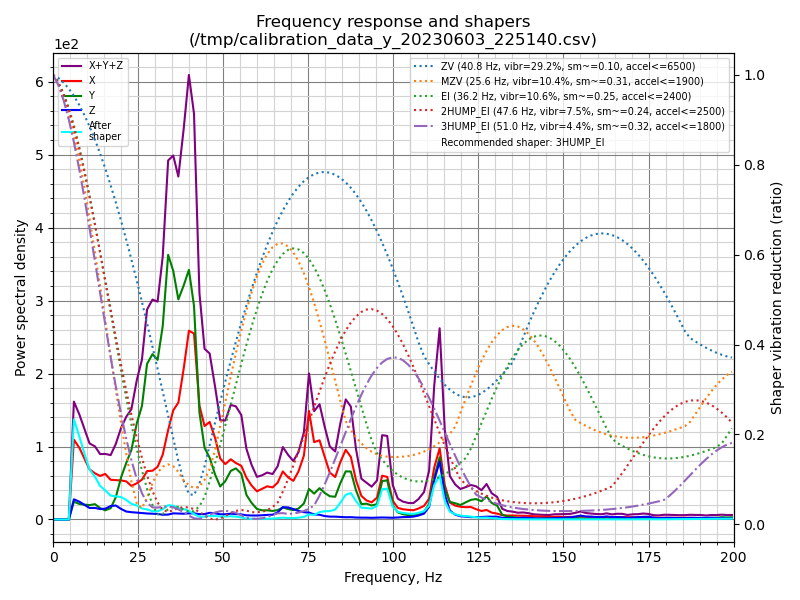 Frequency response and shapers
(/tmp/calibration_data_y_20230603_225140.csv)
1e2
X+Y+Z
X
Y
Z
After
shaper
ZV (40.8 Hz, vibr=29.2%, sm~=0.10, accel<=6500)
MZV (25.6 Hz, vibr=10.4%, sm~=0.31, accel<=1900)
EI (36.2 Hz, vibr=10.6%, sm~=0.25, accel<=2400)
2HUMP_EI (47.6 Hz, vibr=7.5%, sm~=0.24, accel<=2500)
3HUMP_EI (51.0 Hz, vibr=4.4%, sm~=0.32, accel<=1800)
Recommended shaper: 3HUMP_EI
Power spectral density
6
5
4
3
2
1
0
1.0
0.8
0.6
0.4
0.2
0.0
Shaper vibration reduction (ratio)
0 25 50 75 100 125 150 175 200
Frequency, Hz